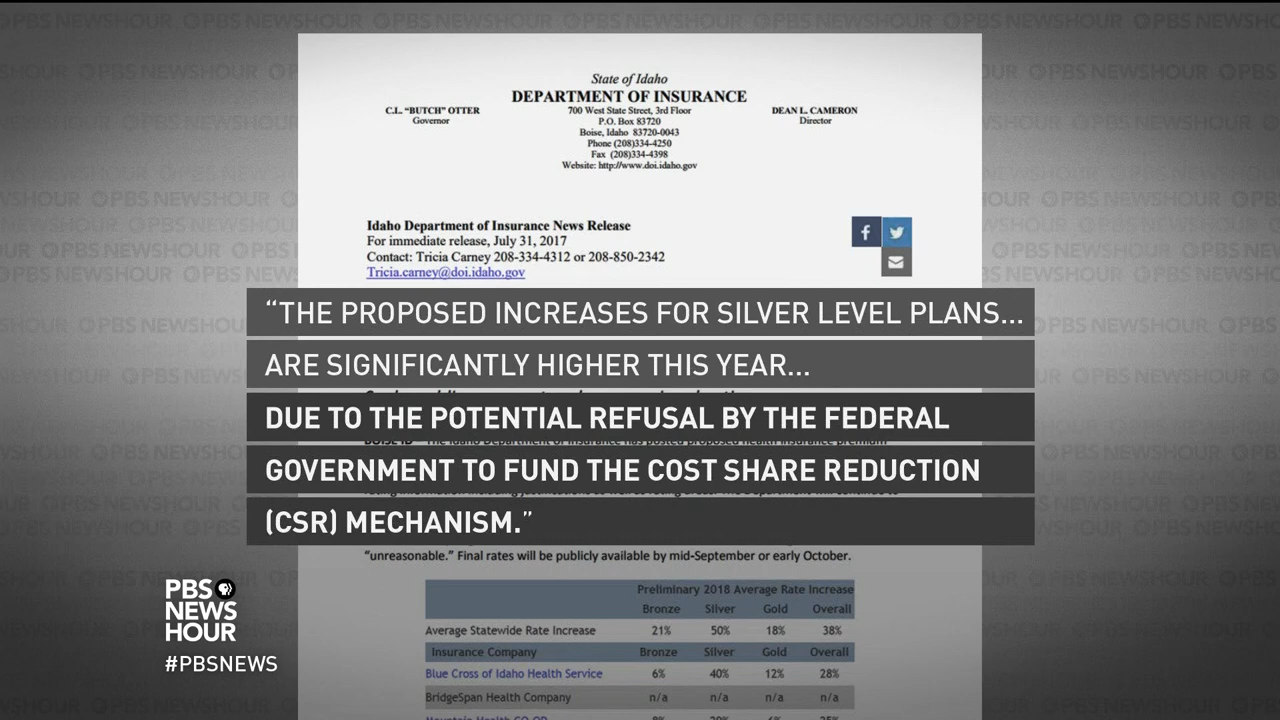 State of Idaho
DEPARTMENT OF INSURANCE
C.L. “BUTCH” OTTER
Governor
700 West State Street, 3rd Floor
P.O. Box 83720
Boise, Idaho 83720-0043
Phone (208)334-4250
Fax (208)334-4398
Website: http://www.doi.idaho.gov
DEAN L. CAMERON
Director
Idaho Department of Insurance News Release
For immediate release, July 31, 2017
Contact: Tricia Carney 208-334-4312 or 208-850-2342
Tricia.carney@doi.idaho.gov
“THE PROPOSED INCREASES FOR SILVER LEVEL PLANS...
ARE SIGNIFICANTLY HIGHER THIS YEAR...
DUE TO THE POTENTIAL REFUSAL BY THE FEDERAL
GOVERNMENT TO FUND THE COST SHARE REDUCTION
(CSR) MECHANISM.”
“unreasonable.” Final rates will be publicly available by mid-September or early October.
Preliminary 2018 Average Rate Increase
Bronze Silver Gold Overall
Average Statewide Rate Increase 21% 50% 18% 38%
Insurance Company Bronze Silver Gold Overall
Blue Cross of Idaho Health Service 6% 40% 12% 28%
BridgeSpan Health Company n/a n/a n/a n/a
PBS
NEWS
HOUR
#PBSNEWS